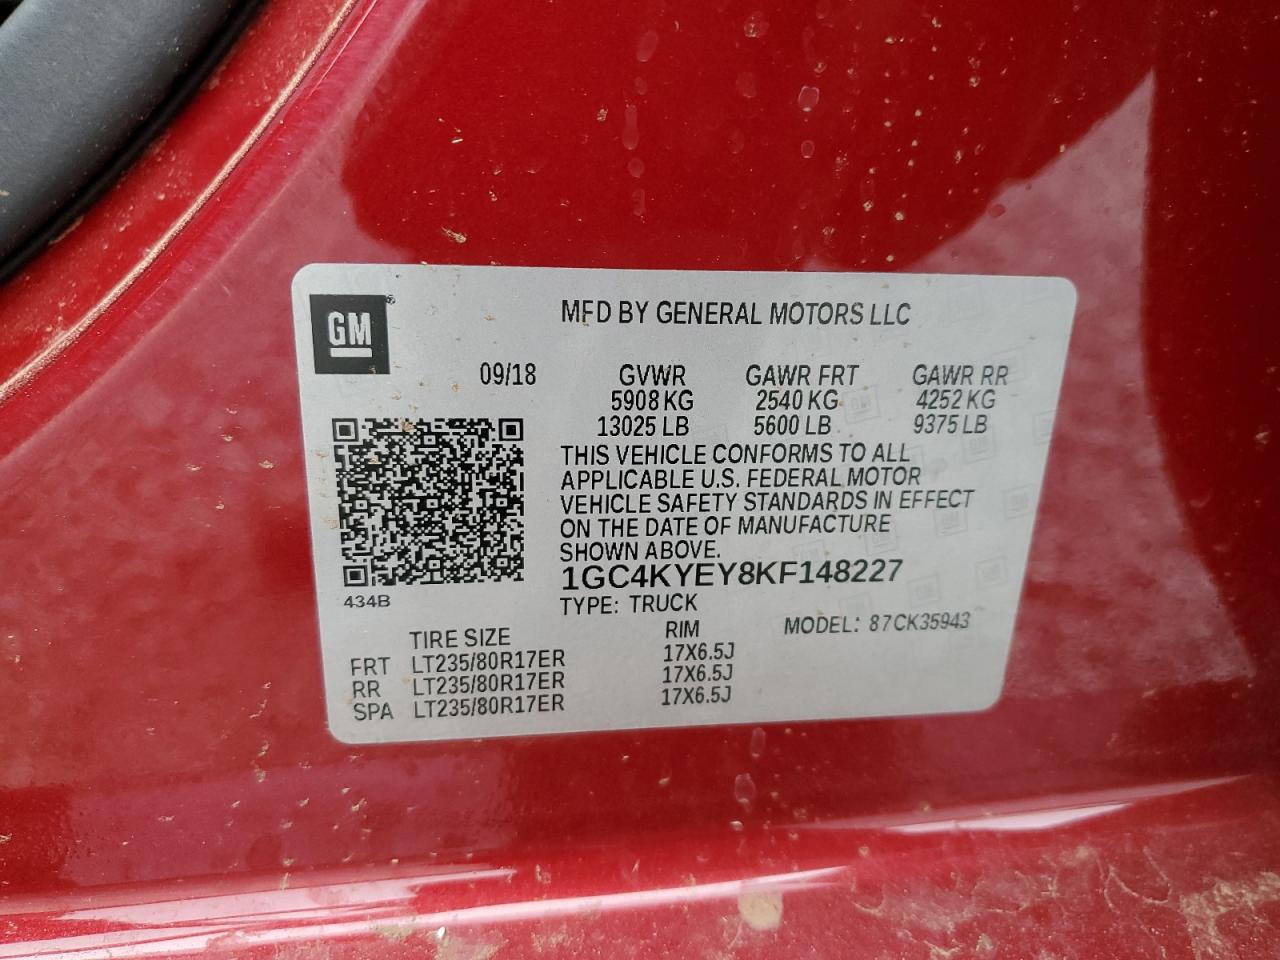 GM
MFD BY GENERAL MOTORS LLC
09/18 GVWR GAWR FRT GAWR RR
5908 KG 2540 KG 4252 KG
13025 LB 5600 LB 9375 LB
THIS VEHICLE CONFORMS TO ALL
APPLICABLE U.S. FEDERAL MOTOR
VEHICLE SAFETY STANDARDS IN EFFECT
ON THE DATE OF MANUFACTURE
SHOWN ABOVE.
1GC4KYEY8KF148227
434B
TYPE: TRUCK
MODEL: 87CK35943
TIRE SIZE RIM
FRT LT235/80R17ER 17X6.5J
RR LT235/80R17ER 17X6.5J
SPA LT235/80R17ER 17X6.5J